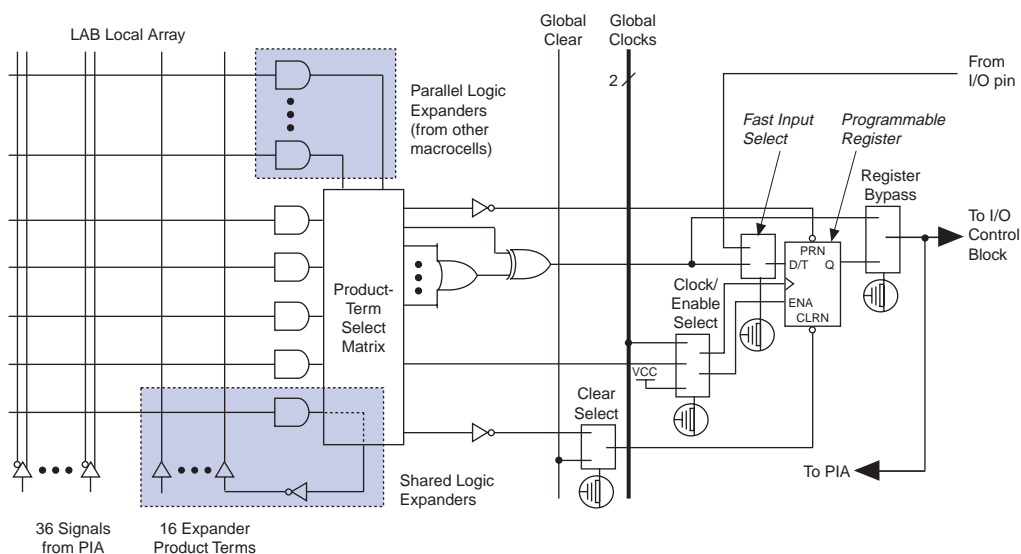 LAB Local Array
Global
Clear
Global
Clocks
2
From
I/O pin
Parallel Logic
Expanders
(from other
macrocells)
Fast Input
Select
Programmable
Register
Register
Bypass
To I/O
Control
Block
PRN
D/T
Q
ENA
CLRN
Clock/
Enable
Select
Product-
Term
Select
Matrix
VCC
Clear
Select
To PIA
Shared Logic
Expanders
36 Signals
from PIA
16 Expander
Product Terms